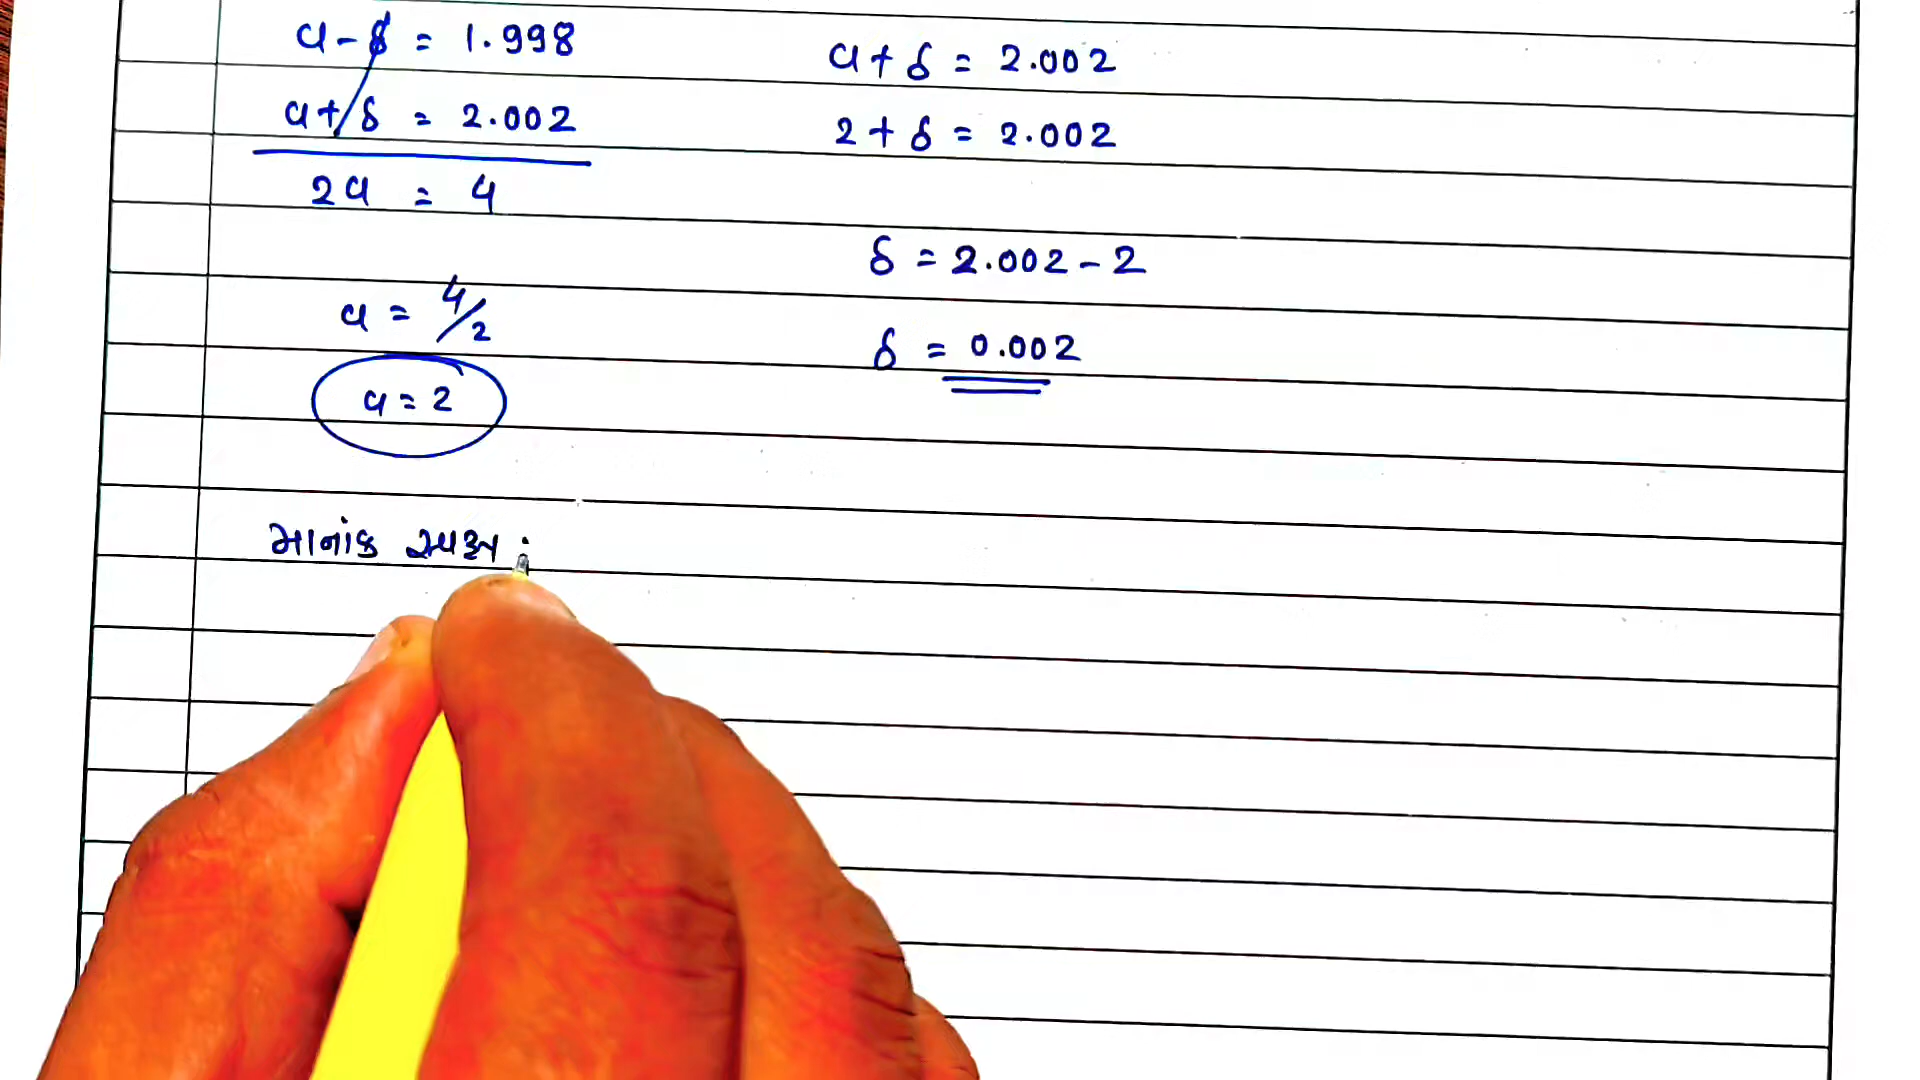 a - δ = 1.998
a + δ = 2.002
2a = 4
a = 4/2
a = 2
a + δ = 2.002
2 + δ = 2.002
δ = 2.002 - 2
δ = 0.002
માનાંક સ્વરૂપ :